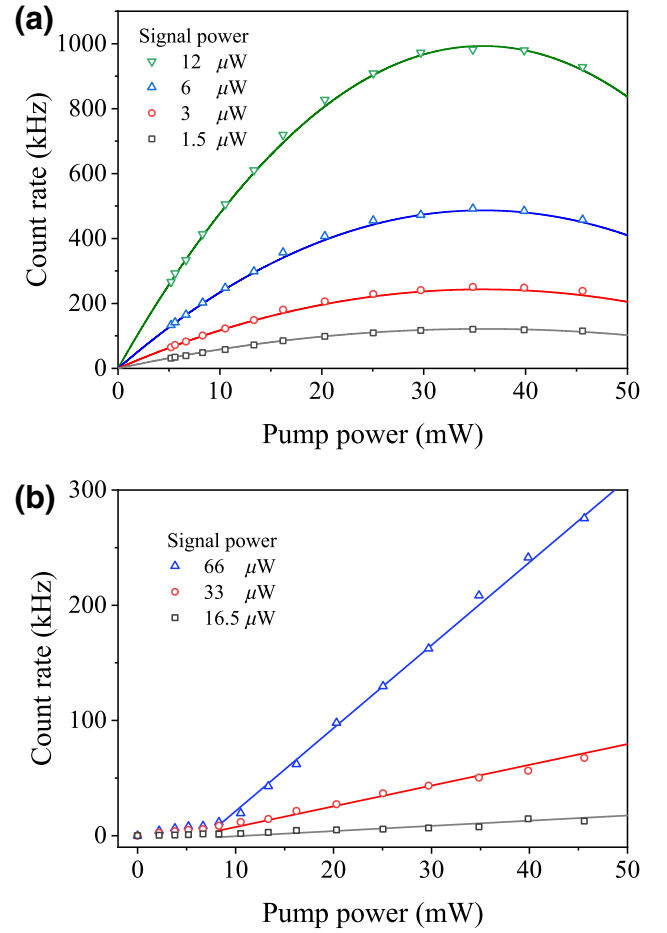 (a)
Signal power
12 μW
6 μW
3 μW
1.5 μW
Count rate (kHz)
1000
800
600
400
200
0
0 10 20 30 40 50
Pump power (mW)
(b)
Signal power
66 μW
33 μW
16.5 μW
Count rate (kHz)
300
200
100
0
0 10 20 30 40 50
Pump power (mW)